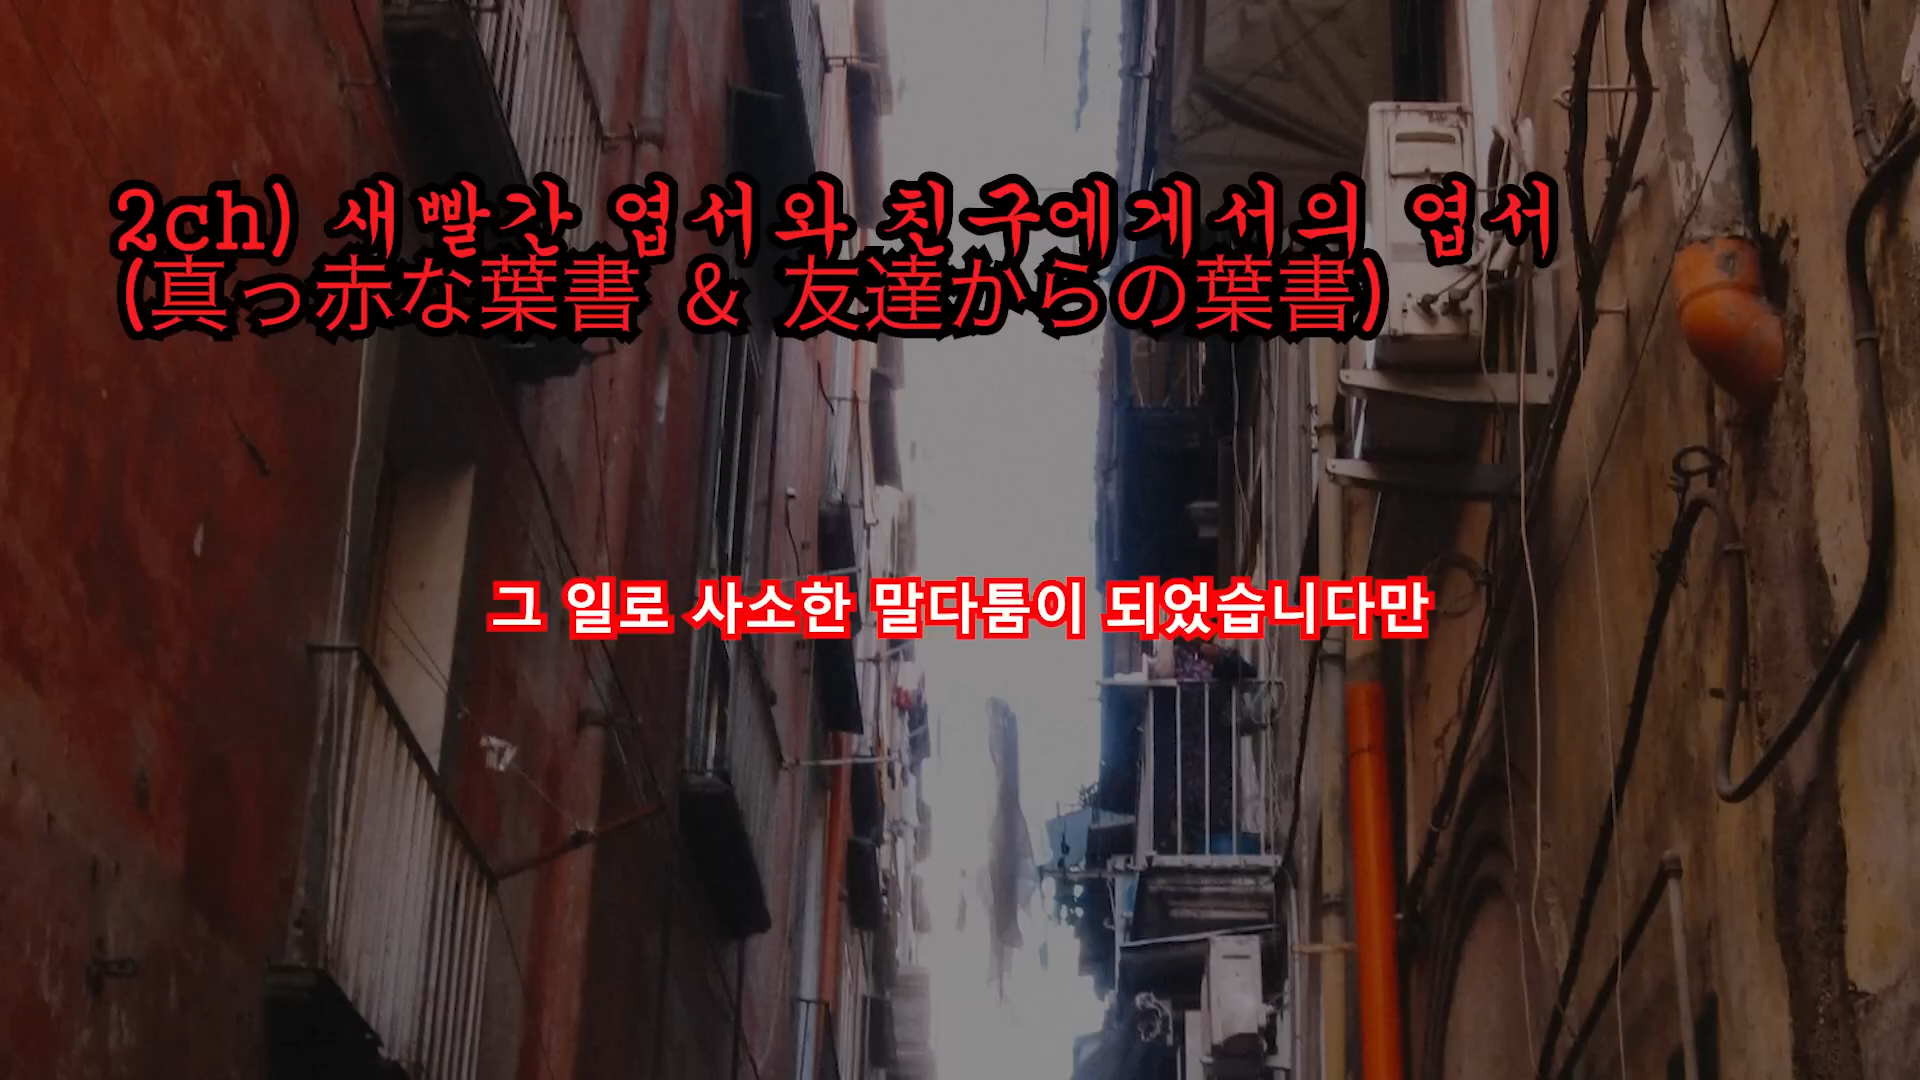 2ch) 새빨간 엽서와 친구에게서의 엽서
(真っ赤な葉書 & 友達からの葉書)
그 일로 사소한 말다툼이 되었습니다만